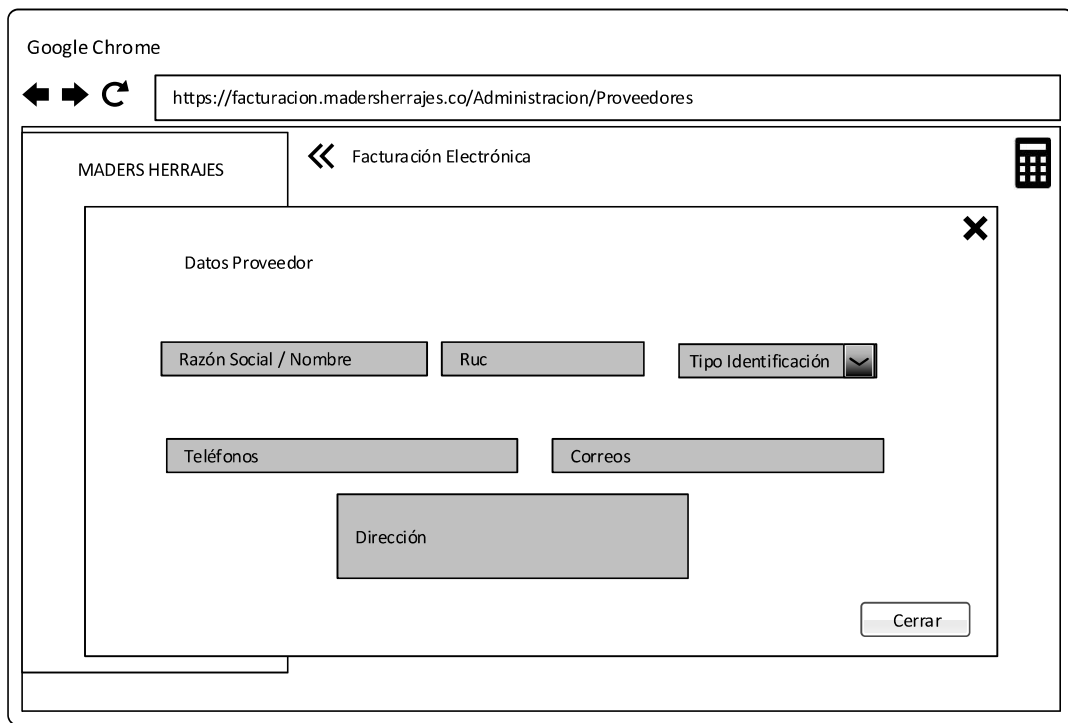 Google Chrome
https://facturacion.madersherrajes.co/Administracion/Proveedores
MADERS HERRAJES
Facturación Electrónica
Datos Proveedor
Razón Social / Nombre
Ruc
Tipo Identificación
Teléfonos
Correos
Dirección
Cerrar